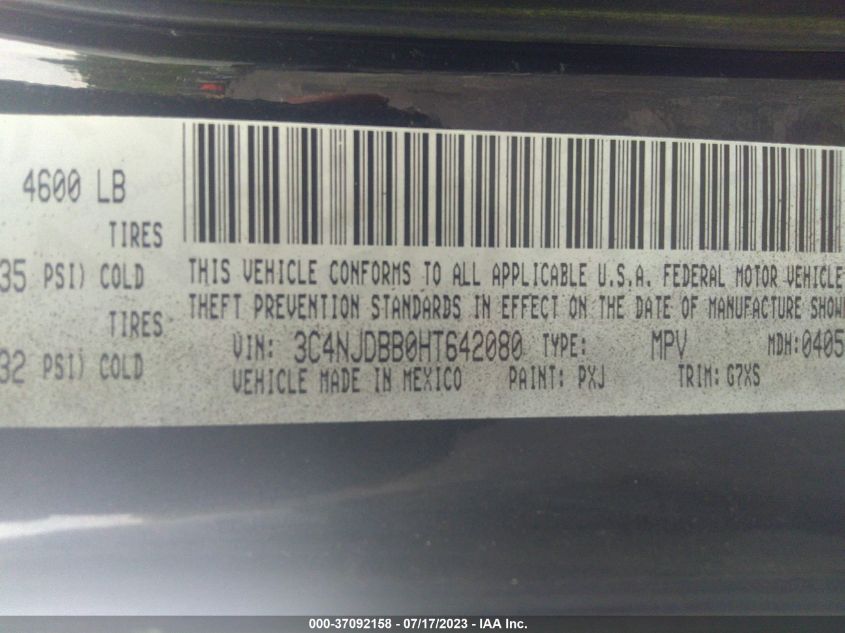 4600 LB
TIRES
35 PSI) COLD
TIRES
32 PSI) COLD
THIS VEHICLE CONFORMS TO ALL APPLICABLE U.S.A. FEDERAL MOTOR VEHICLE
THEFT PREVENTION STANDARDS IN EFFECT ON THE DATE OF MANUFACTURE SHOWN
VIN: 3C4NJDBB0HT642080 TYPE: MPV MDH:0405
VEHICLE MADE IN MEXICO PAINT: PXJ TRIM: G7XS
000-37092158 - 07/17/2023 - IAA Inc.